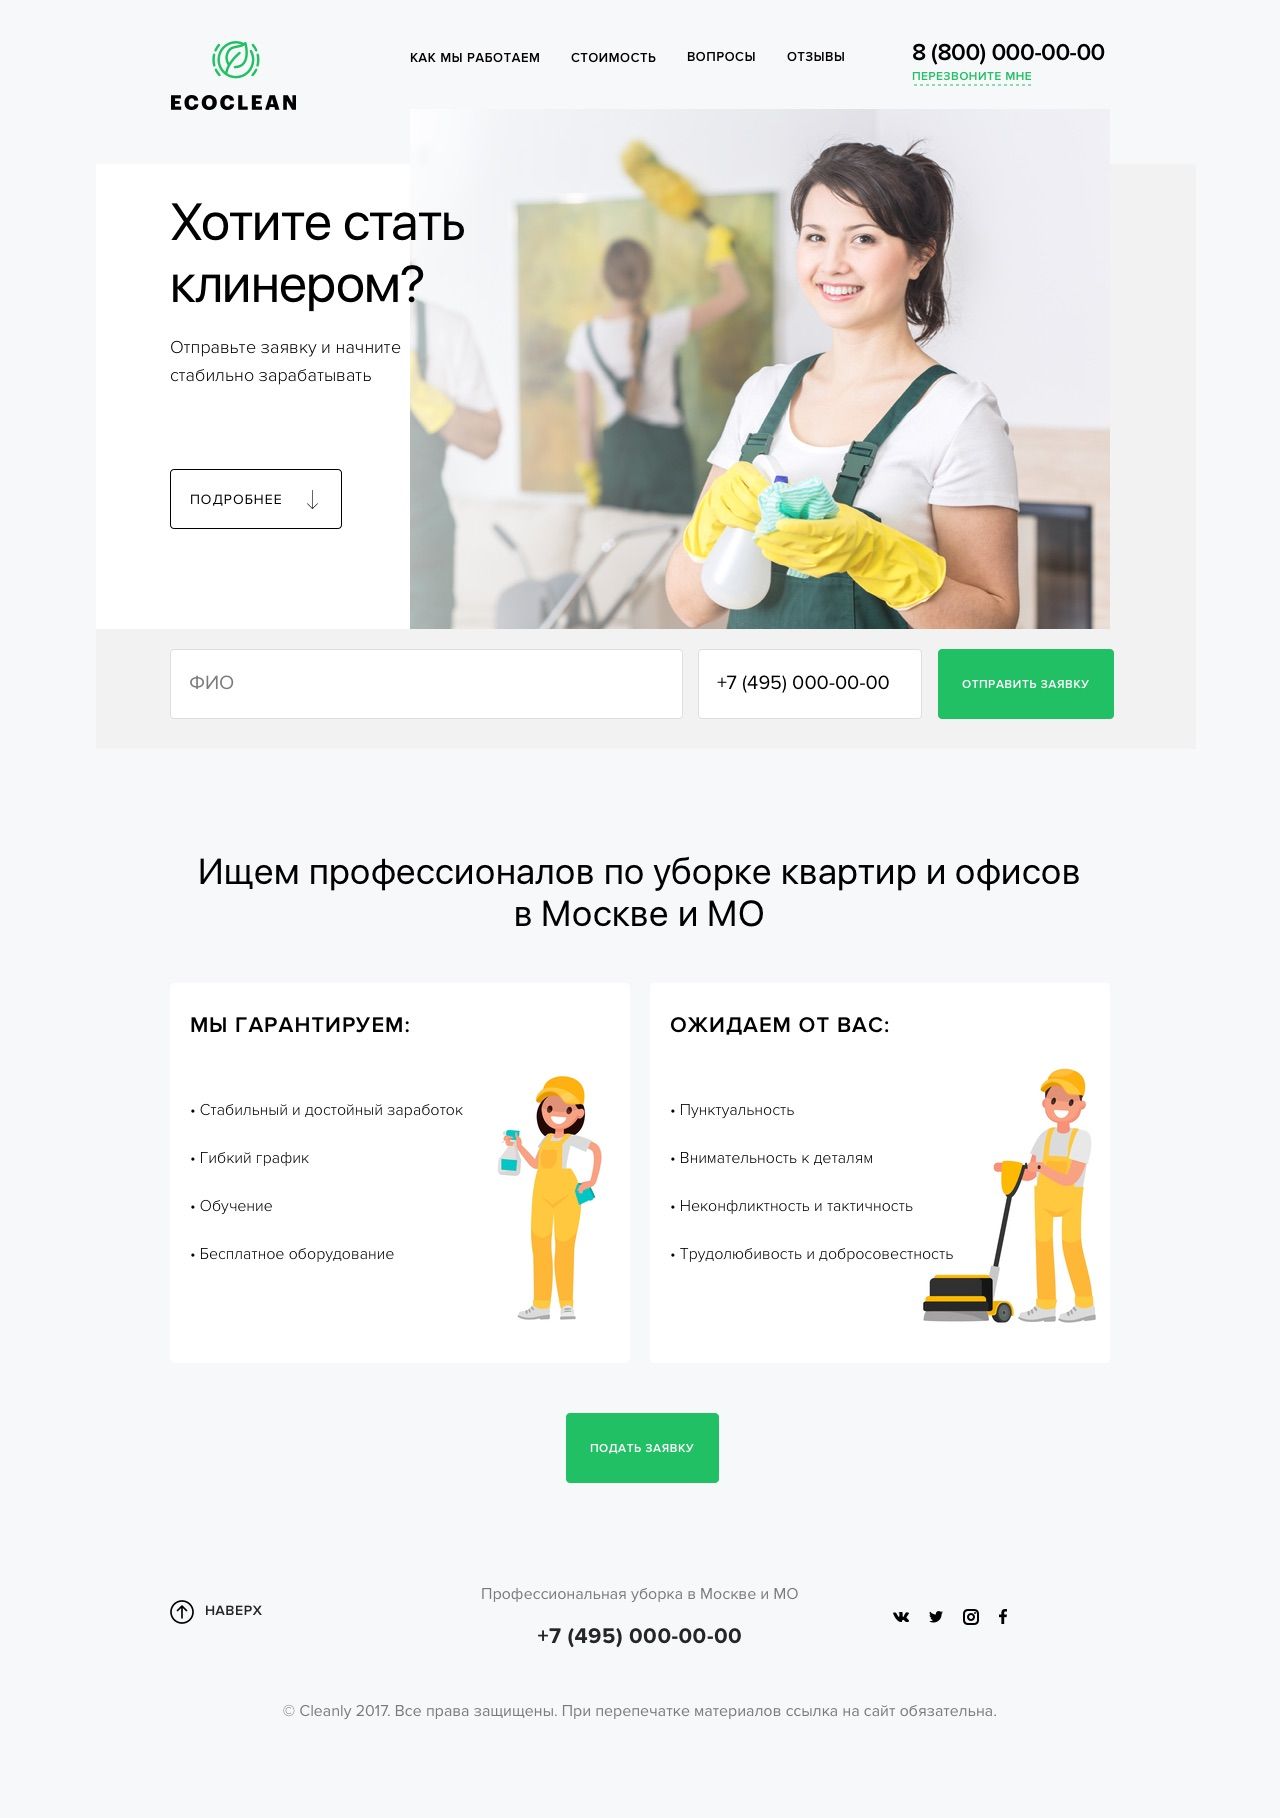 ECOCLEAN
КАК МЫ РАБОТАЕМ
СТОИМОСТЬ
ВОПРОСЫ
ОТЗЫВЫ
8 (800) 000-00-00
ПЕРЕЗВОНИТЕ МНЕ
Хотите стать
клинером?
Отправьте заявку и начните
стабильно зарабатывать
ПОДРОБНЕЕ
ФИО
+7 (495) 000-00-00
ОТПРАВИТЬ ЗАЯВКУ
Ищем профессионалов по уборке квартир и офисов
в Москве и МО
МЫ ГАРАНТИРУЕМ:
• Стабильный и достойный заработок
• Гибкий график
• Обучение
• Бесплатное оборудование
ОЖИДАЕМ ОТ ВАС:
• Пунктуальность
• Внимательность к деталям
• Неконфликтность и тактичность
• Трудолюбивость и добросовестность
ПОДАТЬ ЗАЯВКУ
НАВЕРХ
Профессиональная уборка в Москве и МО
+7 (495) 000-00-00
© Cleanly 2017. Все права защищены. При перепечатке материалов ссылка на сайт обязательна.